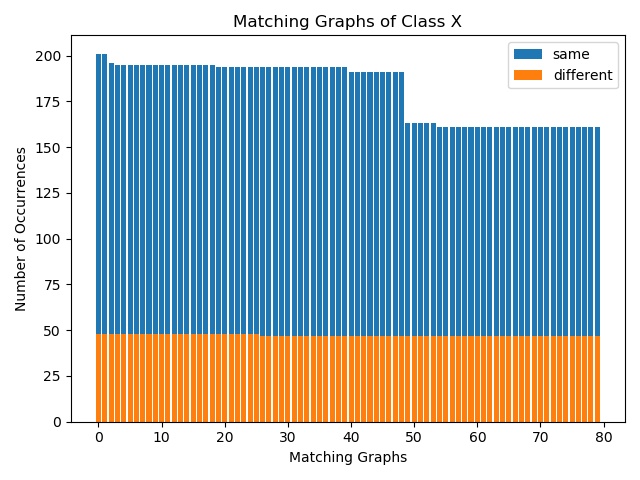 Matching Graphs of Class X
same
different
Number of Occurrences
200
175
150
125
100
75
50
25
0
0 10 20 30 40 50 60 70 80
Matching Graphs